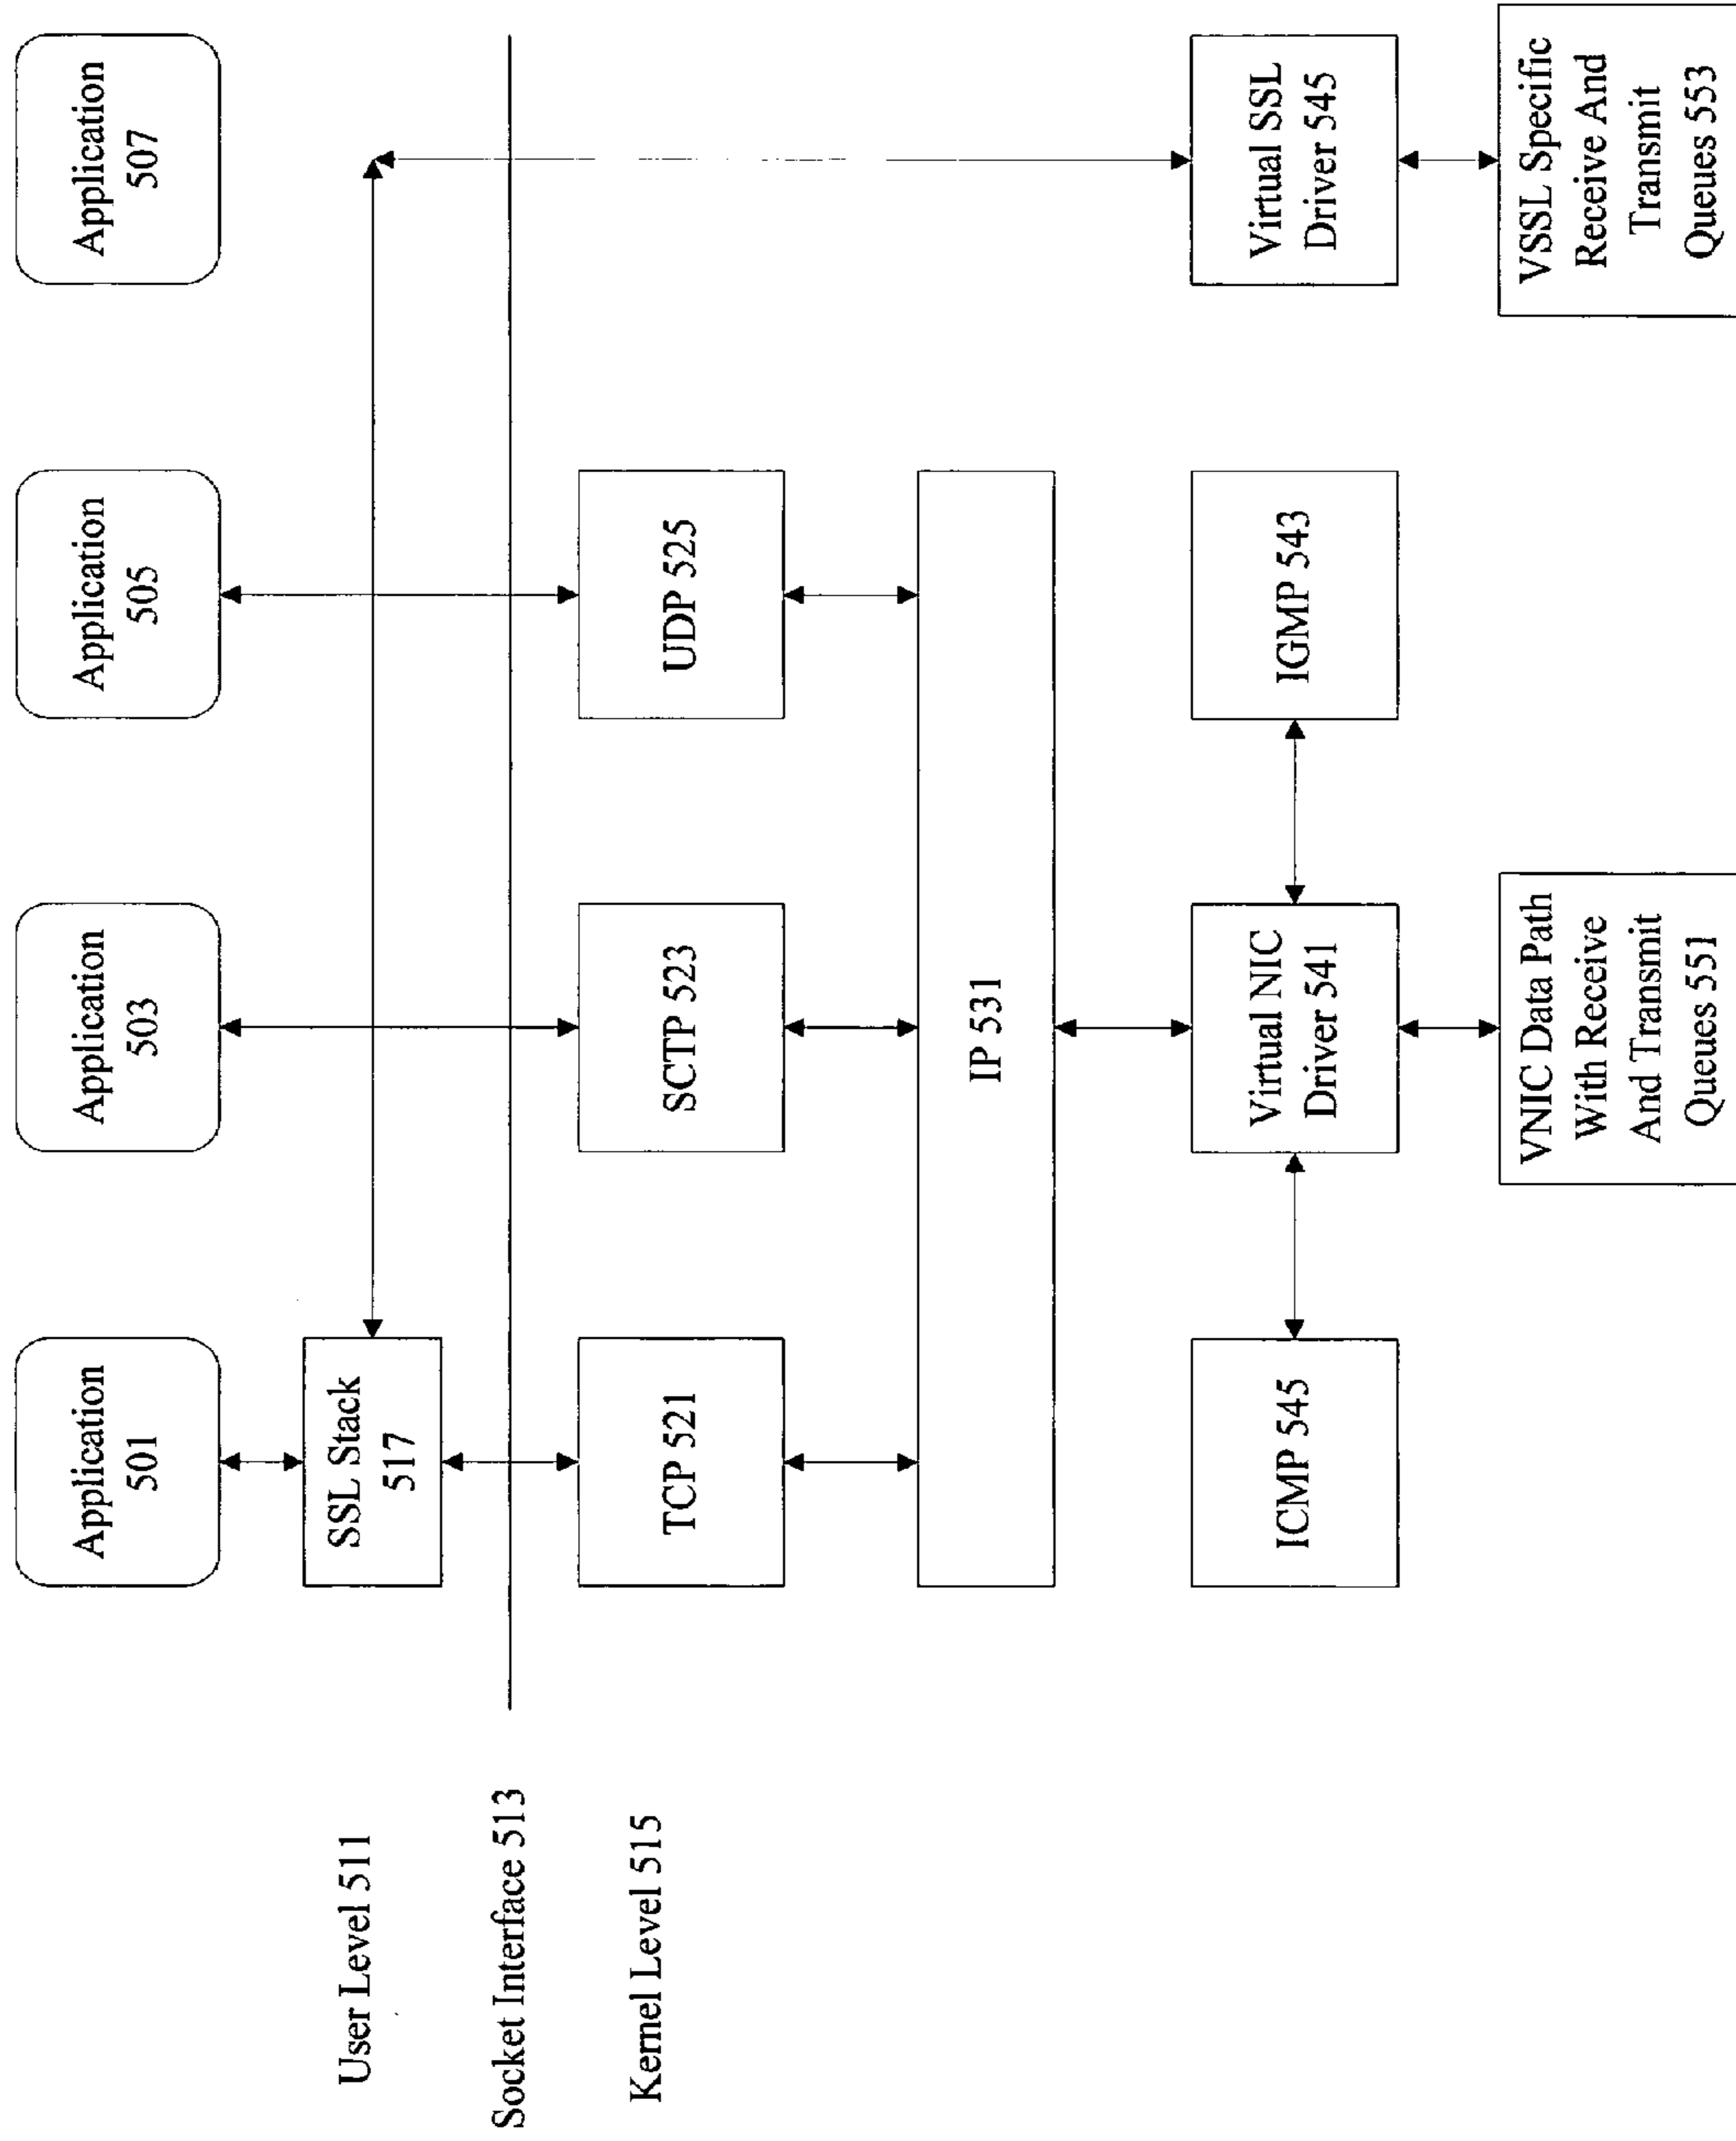 Application
501
Application
503
Application
505
Application
507
User Level 511
SSL Stack
517
Socket Interface 513
Kernel Level 515
TCP 521
SCTP 523
UDP 525
IP 531
ICMP 545
Virtual NIC
Driver 541
IGMP 543
Virtual SSL
Driver 545
VNIC Data Path
With Receive
And Transmit
Queues 551
VSSL Specific
Receive And
Transmit
Queues 553